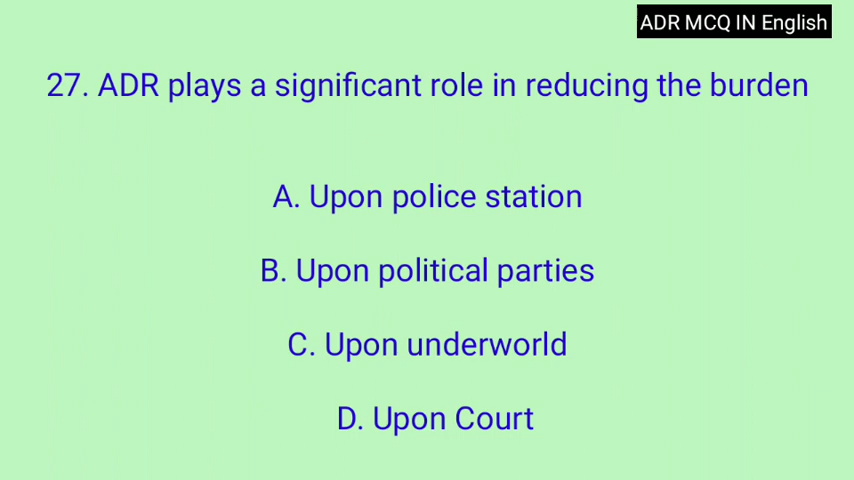 ADR MCQ IN English
27. ADR plays a significant role in reducing the burden
A. Upon police station
B. Upon political parties
C. Upon underworld
D. Upon Court